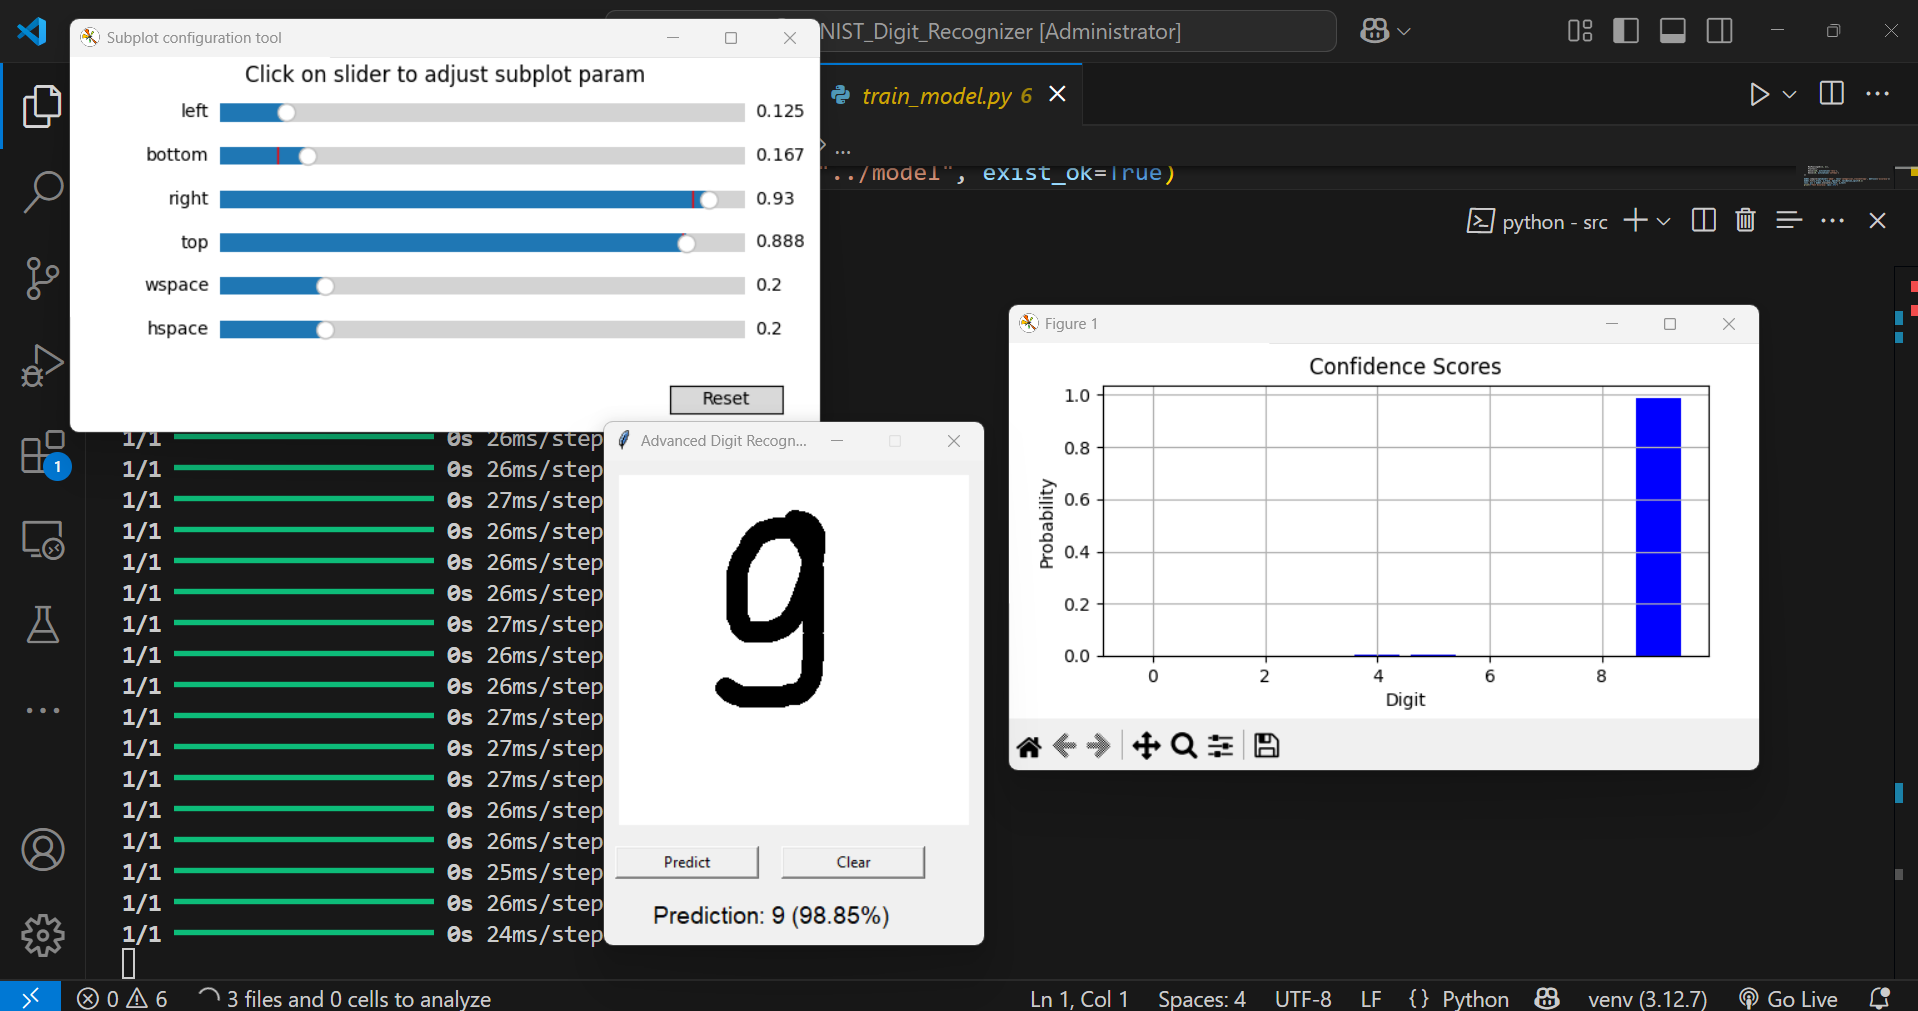 Subplot configuration tool
NIST_Digit_Recognizer [Administrator]
Click on slider to adjust subplot param
left 0.125
bottom 0.167
right 0.93
top 0.888
wspace 0.2
hspace 0.2
Reset
train_model.py 6
...
"../model", exist_ok=True)
python - src
1
1/1 0s 26ms/step
1/1 0s 26ms/step
1/1 0s 27ms/step
1/1 0s 26ms/step
1/1 0s 26ms/step
1/1 0s 26ms/step
1/1 0s 27ms/step
1/1 0s 26ms/step
1/1 0s 26ms/step
1/1 0s 27ms/step
1/1 0s 27ms/step
1/1 0s 27ms/step
1/1 0s 26ms/step
1/1 0s 26ms/step
1/1 0s 25ms/step
1/1 0s 26ms/step
1/1 0s 24ms/step
Advanced Digit Recogn...
9
Predict Clear
Prediction: 9 (98.85%)
Figure 1
Confidence Scores
Probability
1.0
0.8
0.6
0.4
0.2
0.0
0 2 4 6 8
Digit
0 6 3 files and 0 cells to analyze
Ln 1, Col 1 Spaces: 4 UTF-8 LF {} Python venv (3.12.7) Go Live